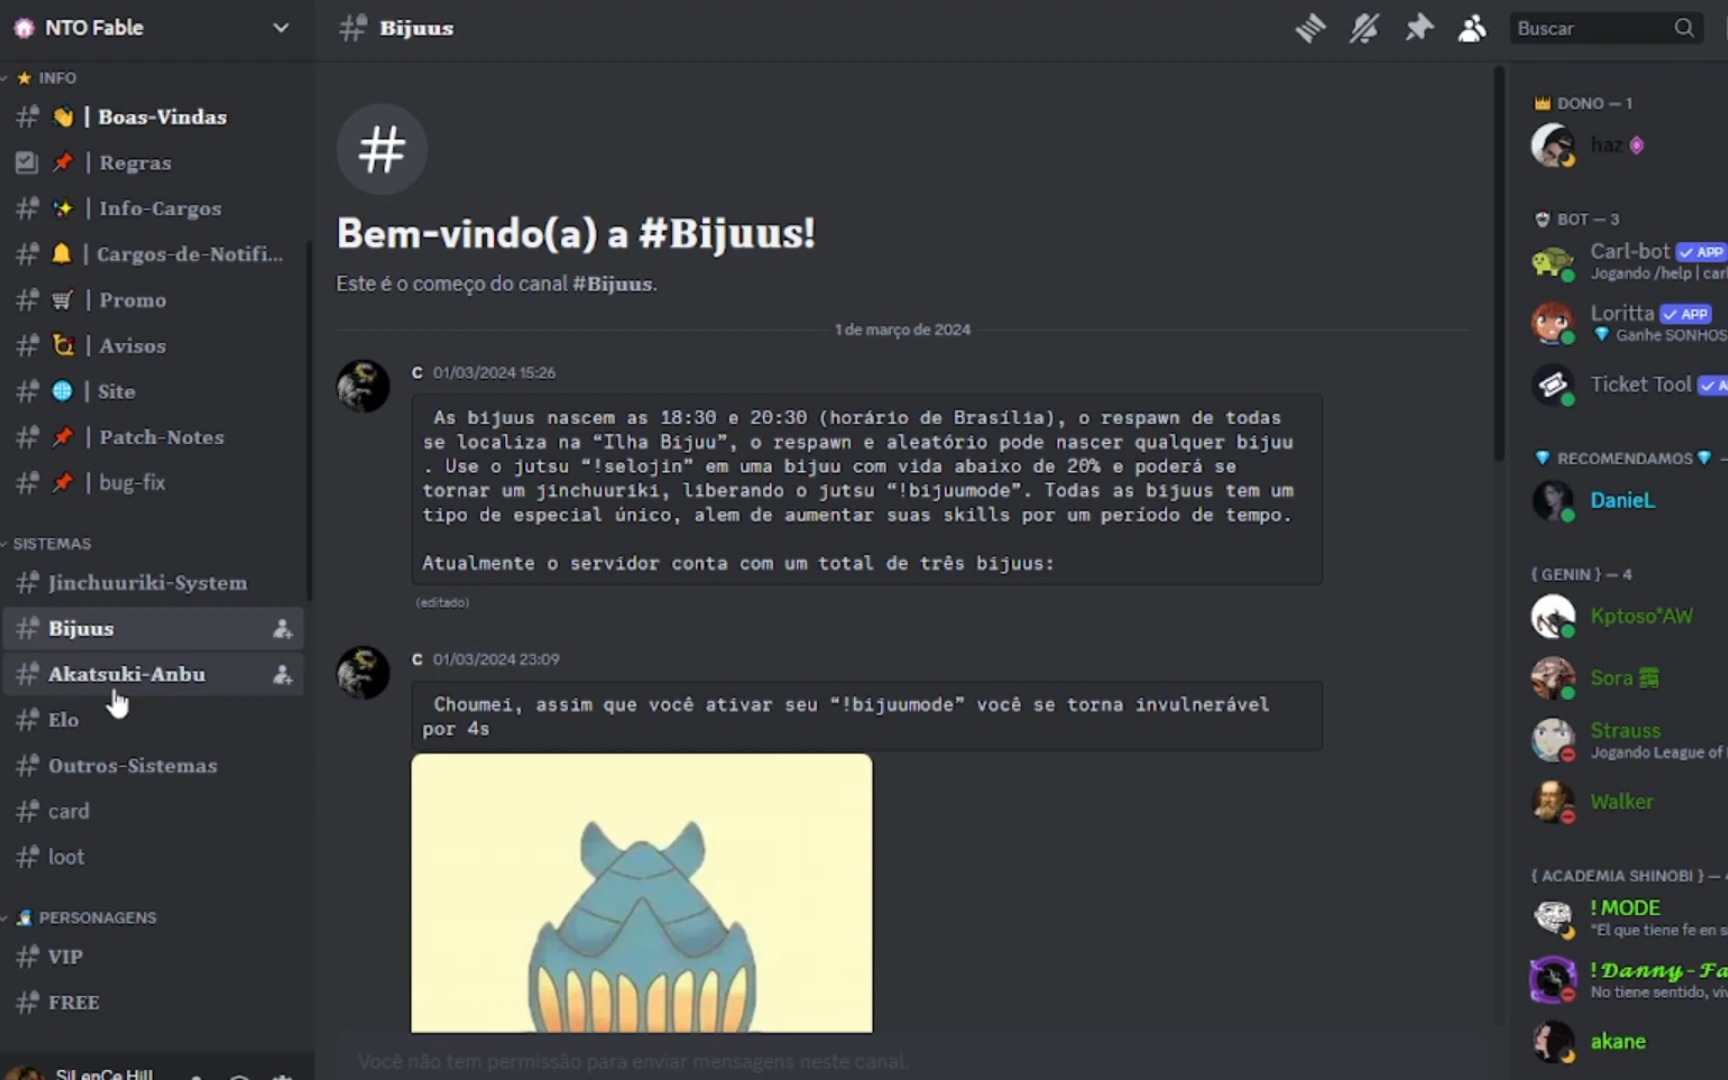 NTO Fable
INFO
| Boas-Vindas
| Regras
| Info-Cargos
| Cargos-de-Notifi...
| Promo
| Avisos
| Site
| Patch-Notes
| bug-fix
SISTEMAS
Jinchuuriki-System
Bijuus
Akatsuki-Anbu
Elo
Outros-Sistemas
card
loot
PERSONAGENS
VIP
FREE
SiLenCe Hill
Bijuus
Buscar
Bem-vindo(a) a #Bijuus!
Este é o começo do canal #Bijuus.
1 de março de 2024
C 01/03/2024 15:26
As bijuus nascem as 18:30 e 20:30 (horário de Brasília), o respawn de todas
se localiza na “Ilha Bijuu”, o respawn e aleatório pode nascer qualquer bijuu
. Use o jutsu “!selojin” em uma bijuu com vida abaixo de 20% e poderá se
tornar um jinchuuriki, liberando o jutsu “!bijuumode”. Todas as bijuus tem um
tipo de especial único, alem de aumentar suas skills por um período de tempo.
Atualmente o servidor conta com um total de três bijuus:
(editado)
C 01/03/2024 23:09
Choumei, assim que você ativar seu “!bijuumode” você se torna invulnerável
por 4s
Você não tem permissão para enviar mensagens neste canal.
DONO — 1
haz
BOT — 3
Carl-bot ✓ APP
Jogando /help | carl
Loritta ✓ APP
Ganhe SONHOS
Ticket Tool ✓ A
RECOMENDAMOS —
DanieL
{ GENIN } — 4
Kptoso*AW
Sora
Strauss
Jogando League of
Walker
{ ACADEMIA SHINOBI } —
! MODE
"El que tiene fe en s
! Danny - Fa
No tiene sentido, viv
akane